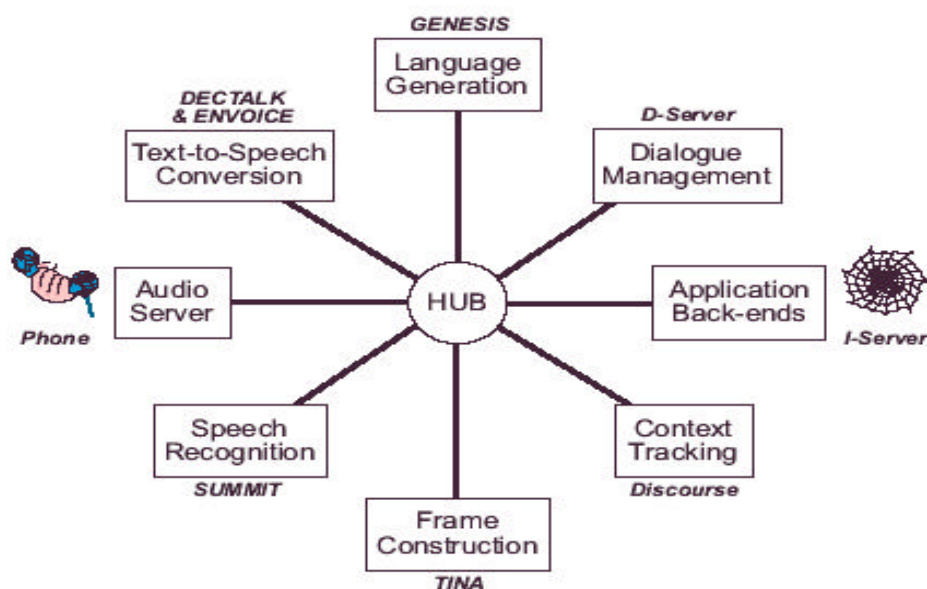 GENESIS
Language
Generation
DECTALK
& ENVOICE
Text-to-Speech
Conversion
D-Server
Dialogue
Management
Phone
Audio
Server
HUB
Application
Back-ends
I-Server
Speech
Recognition
SUMMIT
Context
Tracking
Discourse
Frame
Construction
TINA